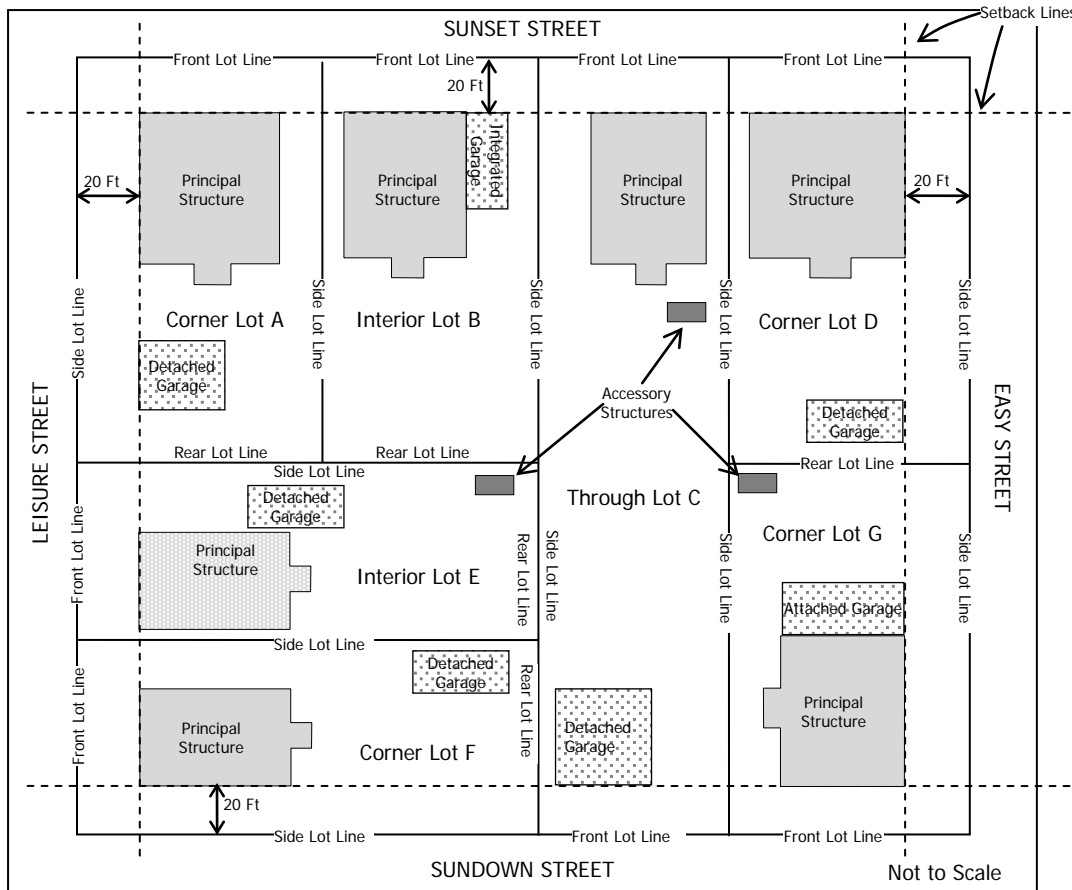 SUNSET STREET
Setback Lines
Front Lot Line
Front Lot Line
Front Lot Line
Front Lot Line
20 Ft
Integrated
Garage
Principal
Structure
Principal
Structure
Principal
Structure
Principal
Structure
20 Ft
20 Ft
Side Lot Line
Side Lot Line
Side Lot Line
Side Lot Line
Side Lot Line
Corner Lot A
Interior Lot B
Corner Lot D
Detached
Garage
Accessory
Structures
Detached
Garage
LEISURE STREET
EASY STREET
Rear Lot Line
Rear Lot Line
Rear Lot Line
Side Lot Line
Detached
Garage
Through Lot C
Corner Lot G
Front Lot Line
Principal
Structure
Interior Lot E
Rear Lot Line
Side Lot Line
Side Lot Line
Side Lot Line
Attached Garage
Side Lot Line
Front Lot Line
Detached
Garage
Rear Lot Line
Principal
Structure
Corner Lot F
Detached
Garage
Principal
Structure
20 Ft
Side Lot Line
Front Lot Line
Front Lot Line
SUNDOWN STREET
Not to Scale